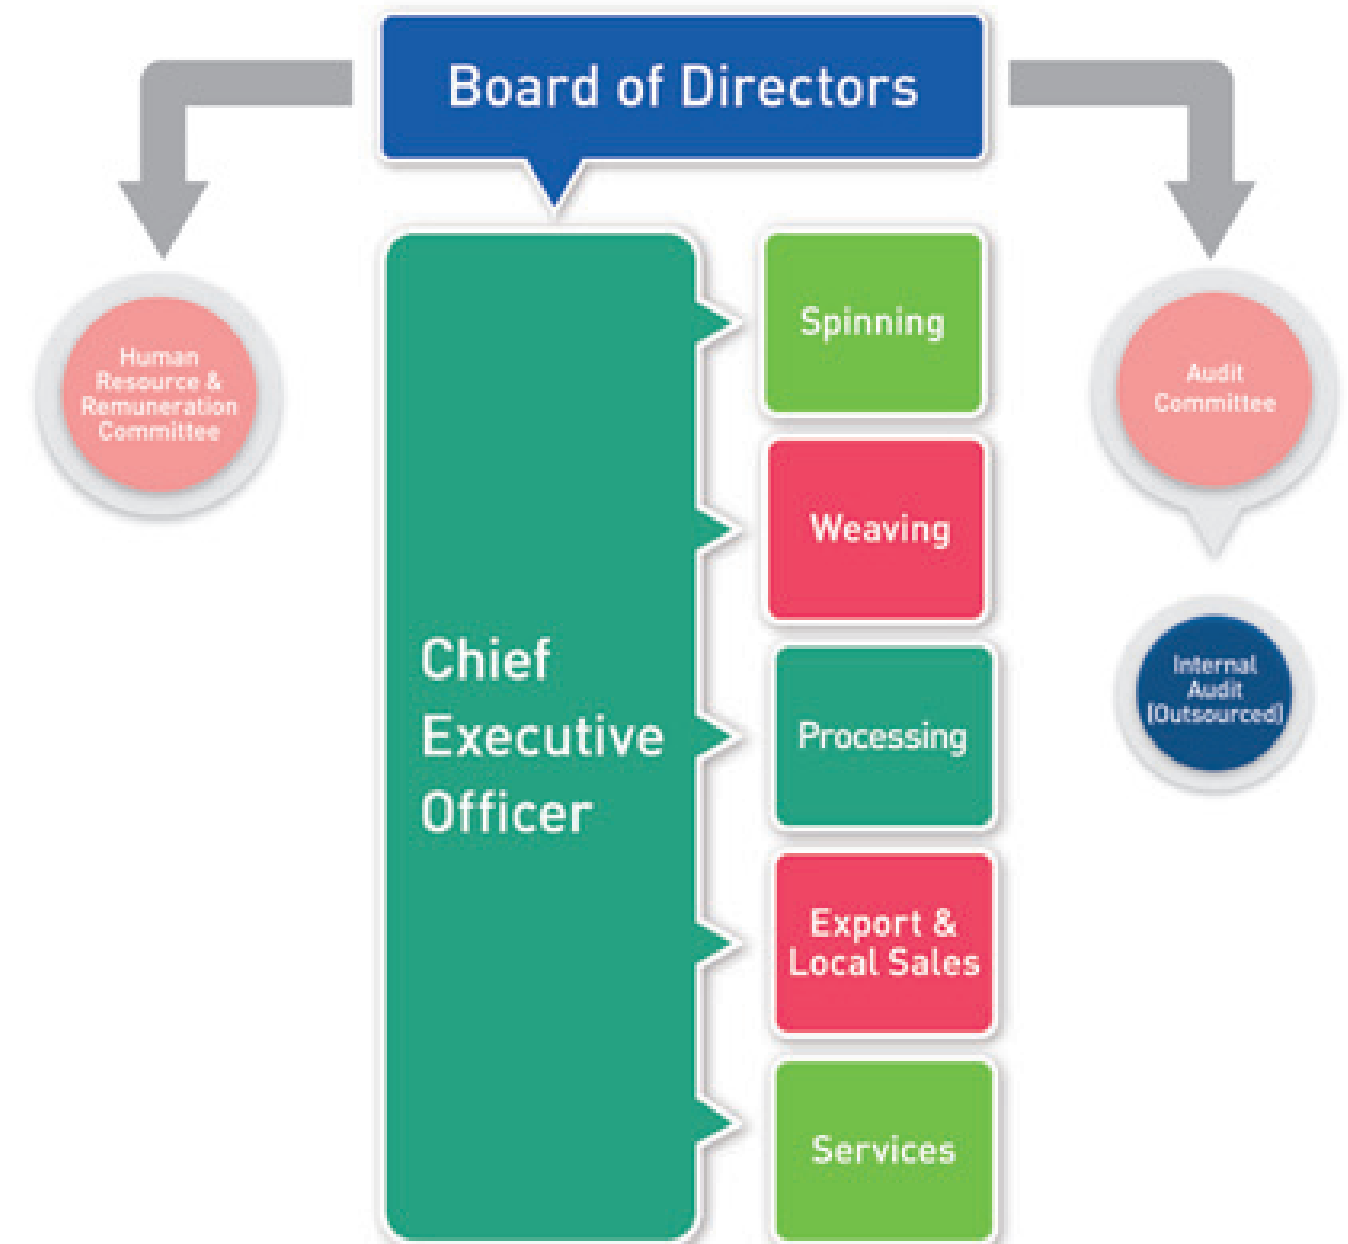 Board of Directors
Human
Resource &
Remuneration
Committee
Chief
Executive
Officer
Spinning
Weaving
Processing
Export &
Local Sales
Services
Audit
Committee
Internal
Audit
(Outsourced)